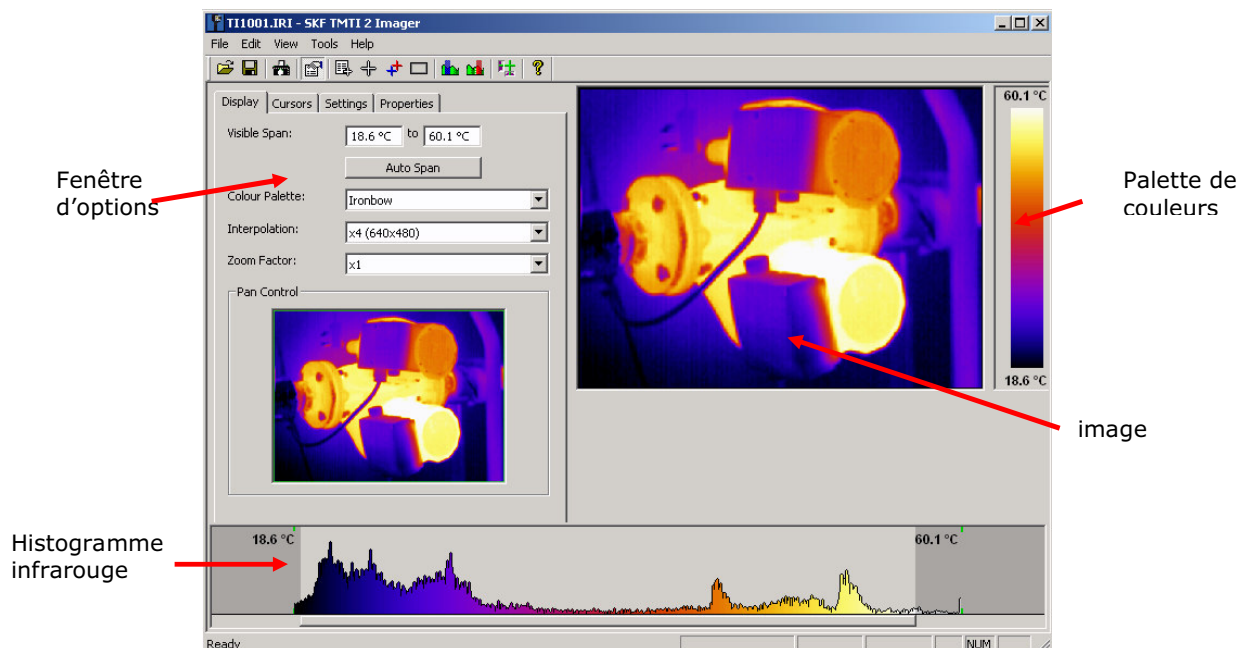 TI1001.IRI - SKF TMTI 2 Imager
File Edit View Tools Help
Display Cursors Settings Properties
Visible Span: 18.6 °C to 60.1 °C
Auto Span
Colour Palette: Ironbow
Interpolation: x4 (640x480)
Zoom Factor: x1
Pan Control
60.1 °C
18.6 °C
Fenêtre
d'options
Palette de
couleurs
image
Histogramme
infrarouge
18.6 °C
60.1 °C
Ready
NUM